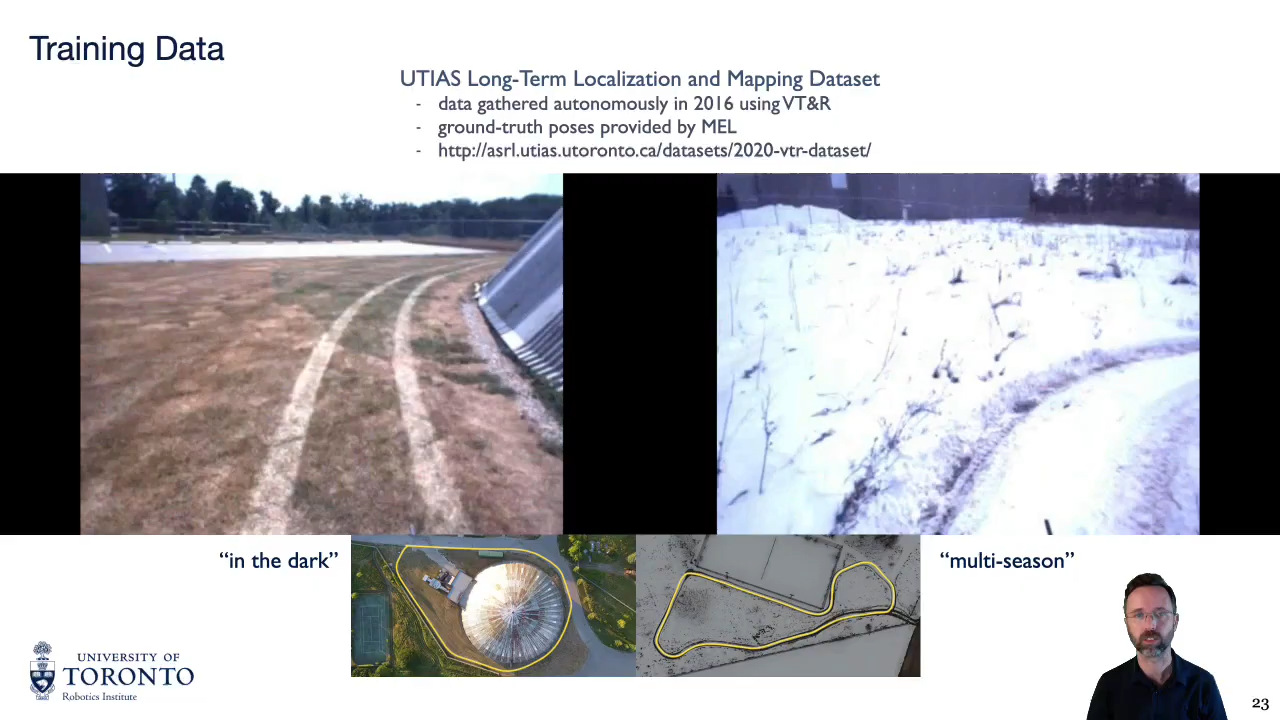 Training Data
UTIAS Long-Term Localization and Mapping Dataset
- data gathered autonomously in 2016 using VT&R
- ground-truth poses provided by MEL
- http://asrl.utias.utoronto.ca/datasets/2020-vtr-dataset/
“in the dark”
“multi-season”
UNIVERSITY OF
TORONTO
Robotics Institute
23